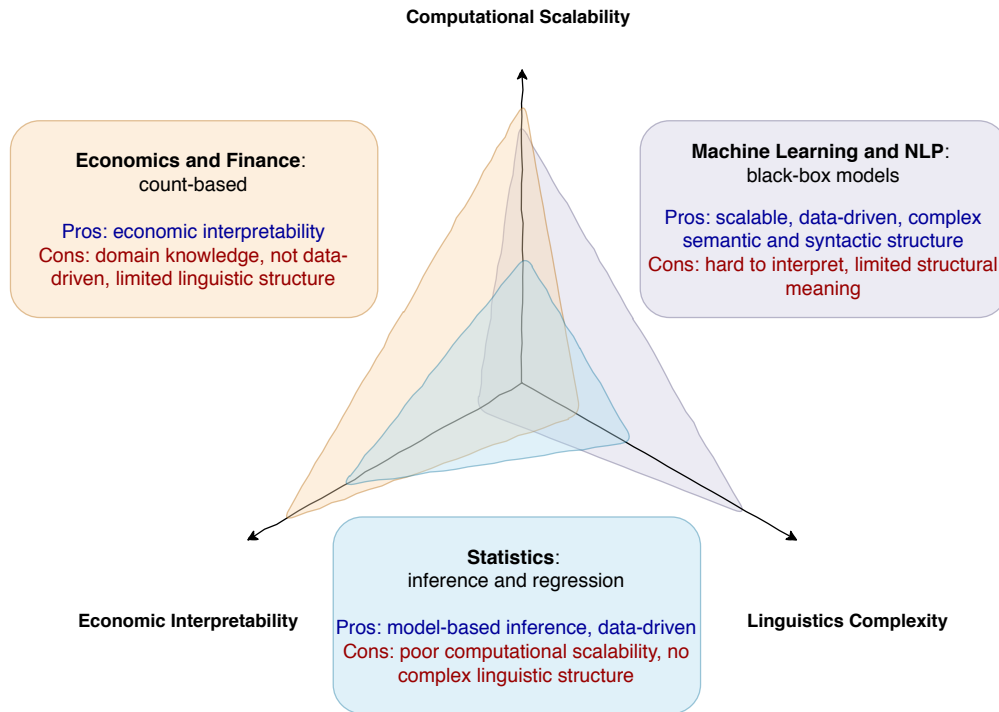 Computational Scalability
Economics and Finance:
count-based
Pros: economic interpretability
Cons: domain knowledge, not data-
driven, limited linguistic structure
Machine Learning and NLP:
black-box models
Pros: scalable, data-driven, complex
semantic and syntactic structure
Cons: hard to interpret, limited structural
meaning
Statistics:
inference and regression
Pros: model-based inference, data-driven
Cons: poor computational scalability, no
complex linguistic structure
Economic Interpretability
Linguistics Complexity